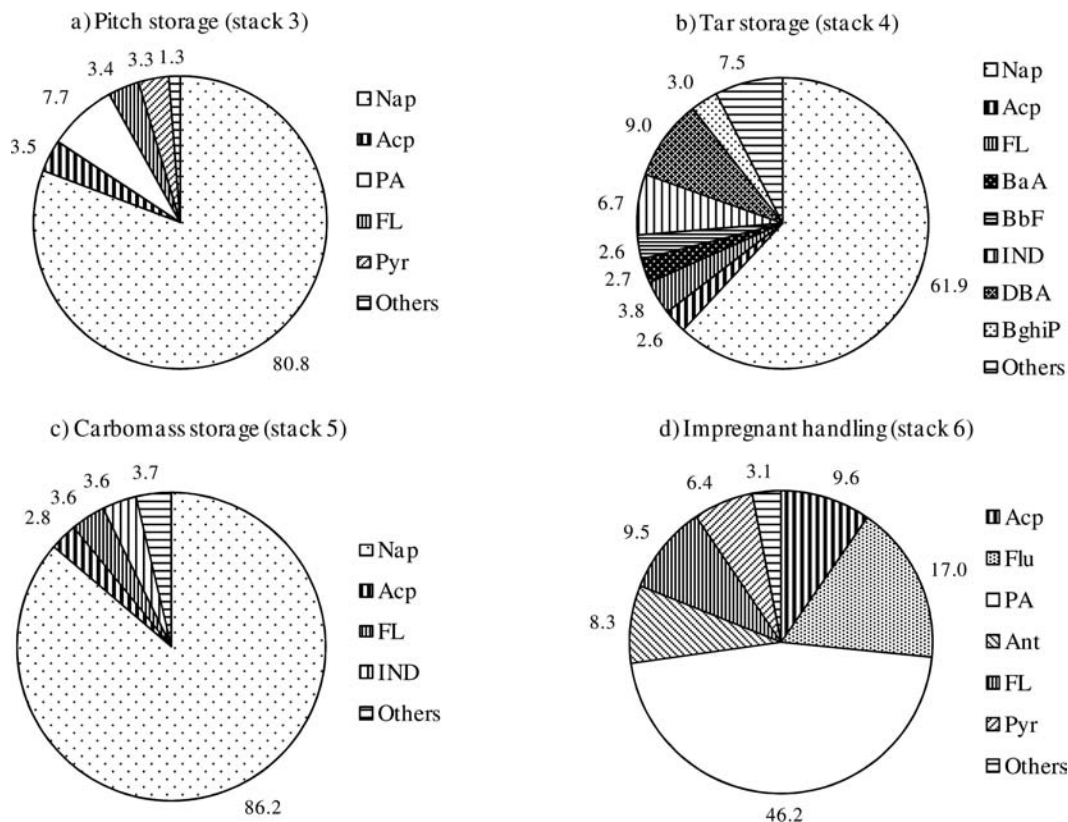 a) Pitch storage (stack 3)
3.4
3.3
1.3
7.7
3.5
80.8
Nap
Acp
PA
FL
Pyr
Others
b) Tar storage (stack 4)
7.5
3.0
9.0
6.7
2.6
2.7
3.8
2.6
61.9
Nap
Acp
FL
BaA
BbF
IND
DBA
BghiP
Others
c) Carbomass storage (stack 5)
3.7
3.6
3.6
2.8
86.2
Nap
Acp
FL
IND
Others
d) Impregnant handling (stack 6)
3.1
6.4
9.6
9.5
17.0
8.3
46.2
Acp
Flu
PA
Ant
FL
Pyr
Others